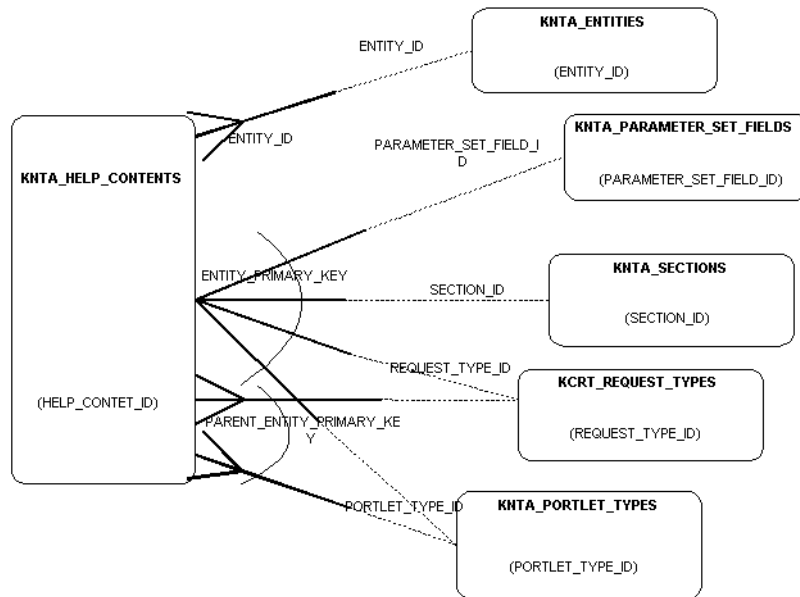 KNTA_ENTITIES
ENTITY_ID
(ENTITY_ID)
KNTA_PARAMETER_SET_FIELDS
ENTITY_ID
PARAMETER_SET_FIELD_I
D
KNTA_HELP_CONTENTS
(PARAMETER_SET_FIELD_ID)
KNTA_SECTIONS
ENTITY_PRIMARY_KEY
SECTION_ID
(SECTION_ID)
REQUEST_TYPE_ID
KCRT_REQUEST_TYPES
(HELP_CONTET_ID)
PARENT_ENTITY_PRIMARY_KE
Y
(REQUEST_TYPE_ID)
PORTLET_TYPE_ID
KNTA_PORTLET_TYPES
(PORTLET_TYPE_ID)